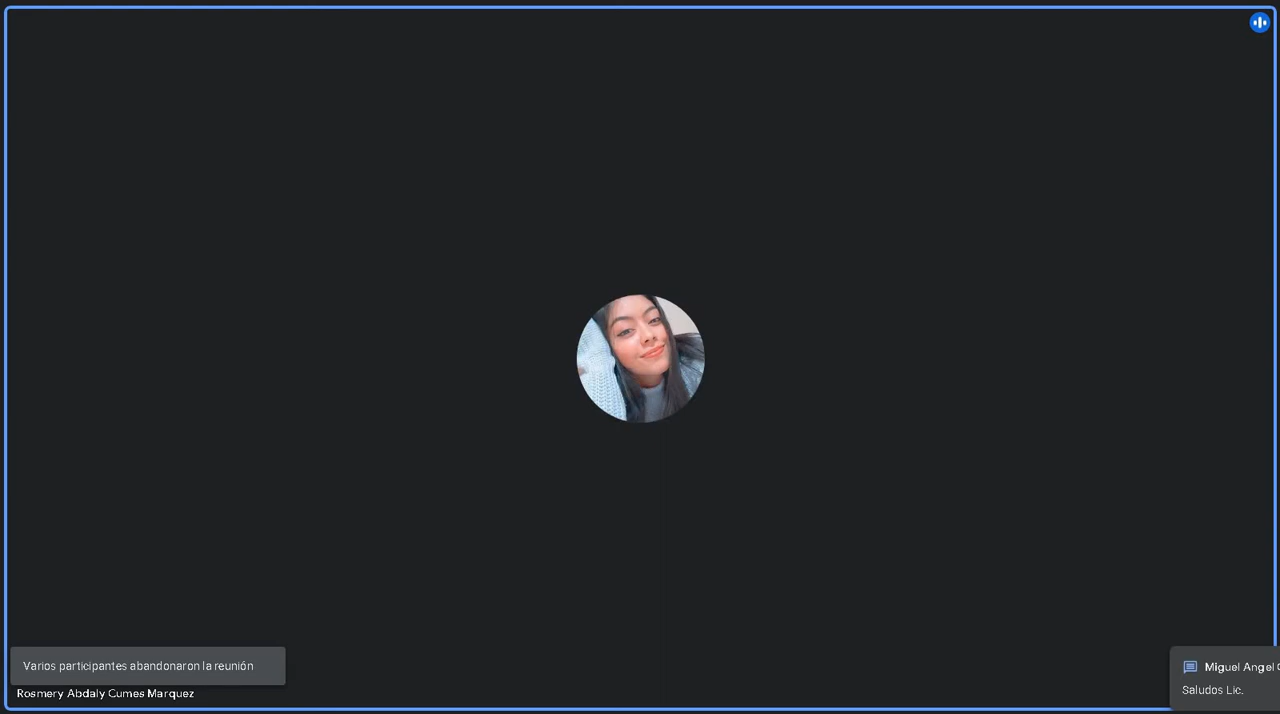 Varios participantes abandonaron la reunión
Rosmery Abdaly Cumes Marquez
Miguel Angel
Saludos Lic.